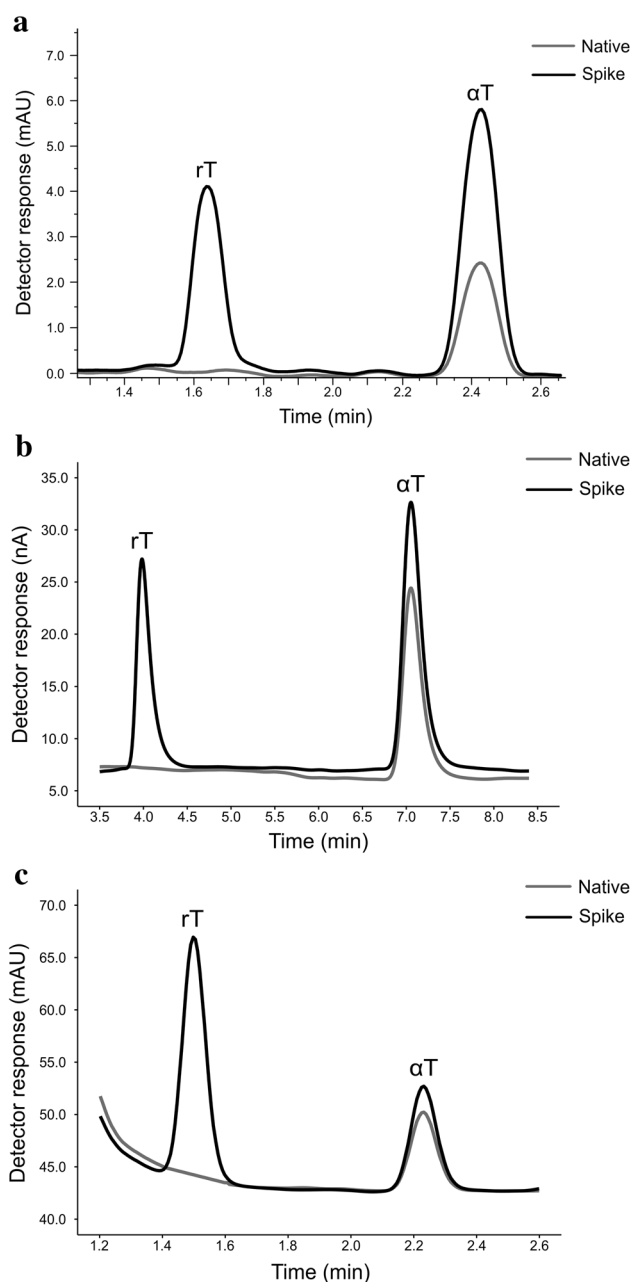 a
Native
Spike
rT
αT
Detector response (mAU)
7.0
6.0
5.0
4.0
3.0
2.0
1.0
0.0
1.4 1.6 1.8 2.0 2.2 2.4 2.6
Time (min)
b
Native
Spike
rT
αT
Detector response (nA)
35.0
30.0
25.0
20.0
15.0
10.0
5.0
3.5 4.0 4.5 5.0 5.5 6.0 6.5 7.0 7.5 8.0 8.5
Time (min)
c
Native
Spike
rT
αT
Detector response (mAU)
70.0
65.0
60.0
55.0
50.0
45.0
40.0
1.2 1.4 1.6 1.8 2.0 2.2 2.4 2.6
Time (min)